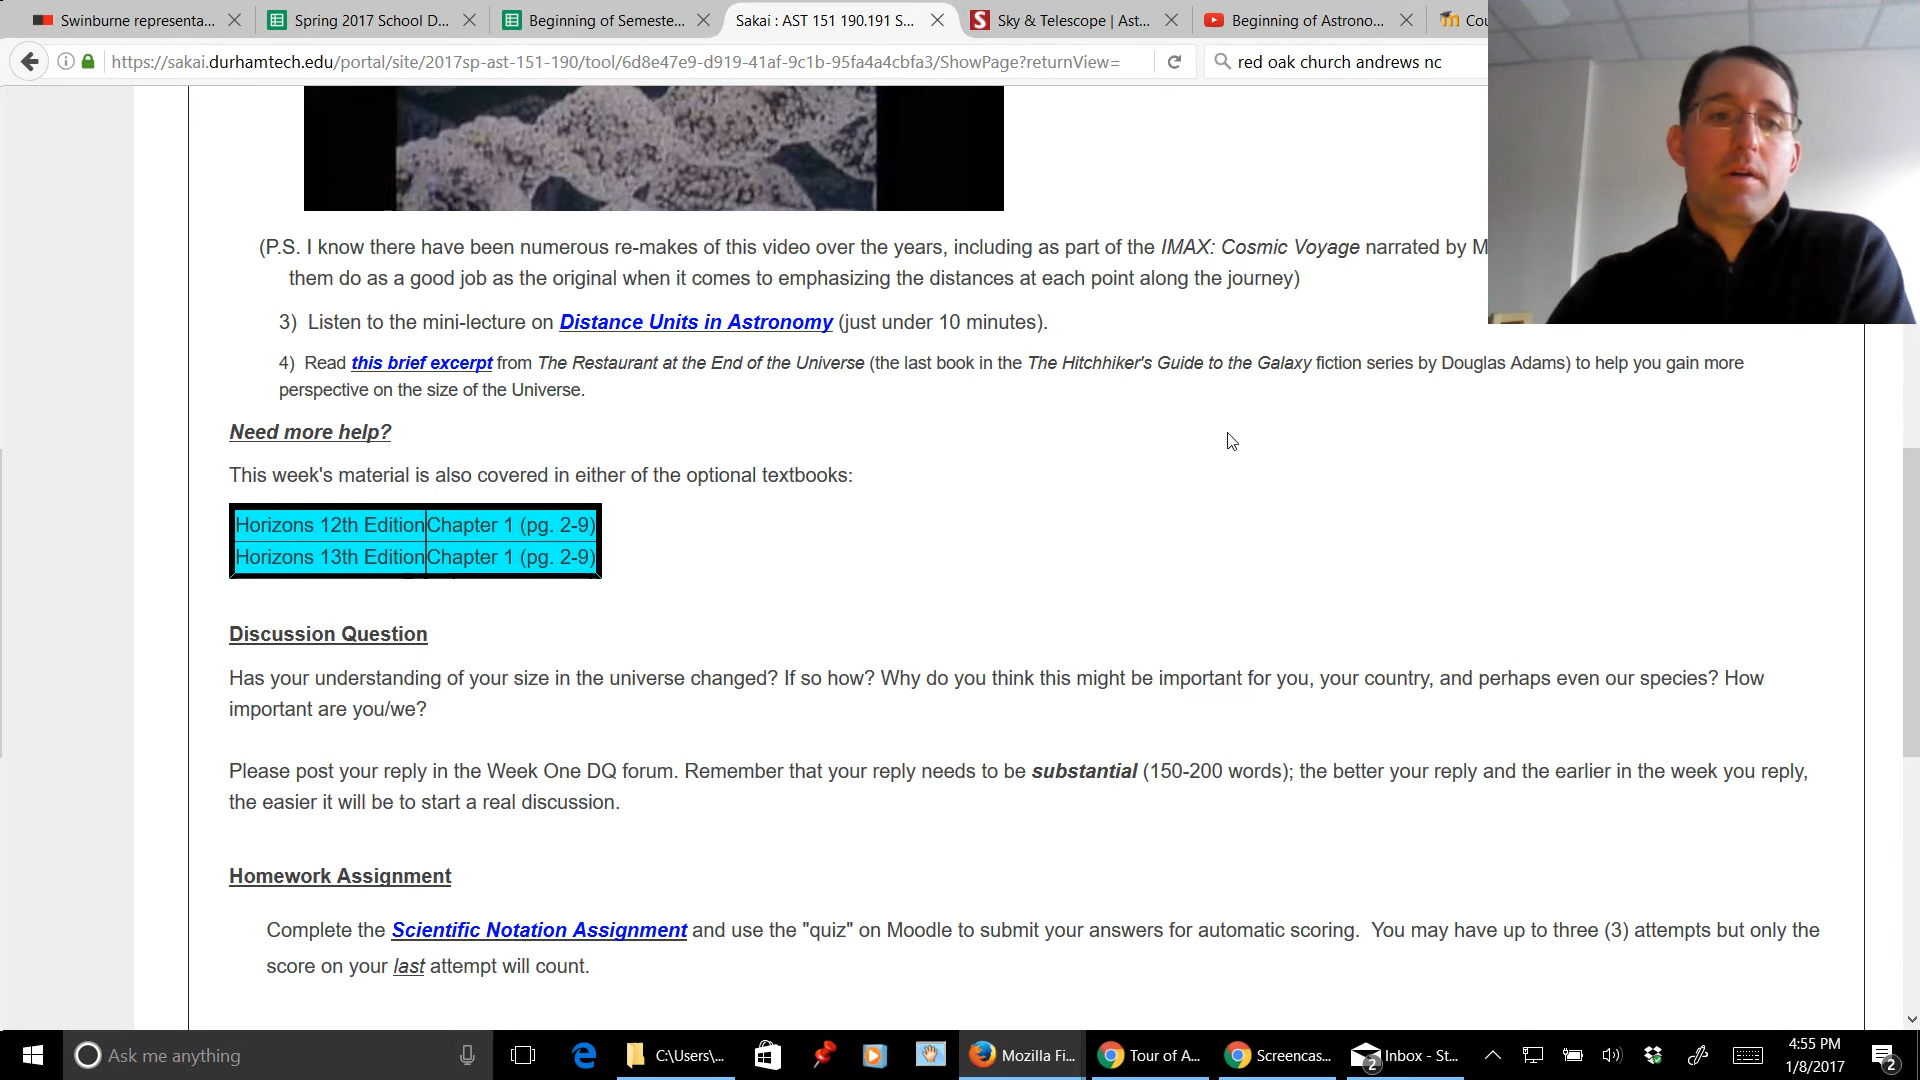 Swinburne representa...
Spring 2017 School D...
Beginning of Semeste...
Sakai : AST 151 190.191 S...
Sky & Telescope | Ast...
Beginning of Astrono...
Cou
https://sakai.durhamtech.edu/portal/site/2017sp-ast-151-190/tool/6d8e47e9-d919-41af-9c1b-95fa4a4cbfa3/ShowPage?returnView=
red oak church andrews nc
(P.S. I know there have been numerous re-makes of this video over the years, including as part of the IMAX: Cosmic Voyage narrated by M
them do as a good job as the original when it comes to emphasizing the distances at each point along the journey)
3) Listen to the mini-lecture on Distance Units in Astronomy (just under 10 minutes).
4) Read this brief excerpt from The Restaurant at the End of the Universe (the last book in the The Hitchhiker's Guide to the Galaxy fiction series by Douglas Adams) to help you gain more
perspective on the size of the Universe.
Need more help?
This week's material is also covered in either of the optional textbooks:
Horizons 12th Edition Chapter 1 (pg. 2-9)
Horizons 13th Edition Chapter 1 (pg. 2-9)
Discussion Question
Has your understanding of your size in the universe changed? If so how? Why do you think this might be important for you, your country, and perhaps even our species? How
important are you/we?
Please post your reply in the Week One DQ forum. Remember that your reply needs to be substantial (150-200 words); the better your reply and the earlier in the week you reply,
the easier it will be to start a real discussion.
Homework Assignment
Complete the Scientific Notation Assignment and use the "quiz" on Moodle to submit your answers for automatic scoring. You may have up to three (3) attempts but only the
score on your last attempt will count.
Ask me anything
C:\Users\...
Mozilla Fi...
Tour of A...
Screencas...
2
Inbox - St...
4:55 PM
1/8/2017
2